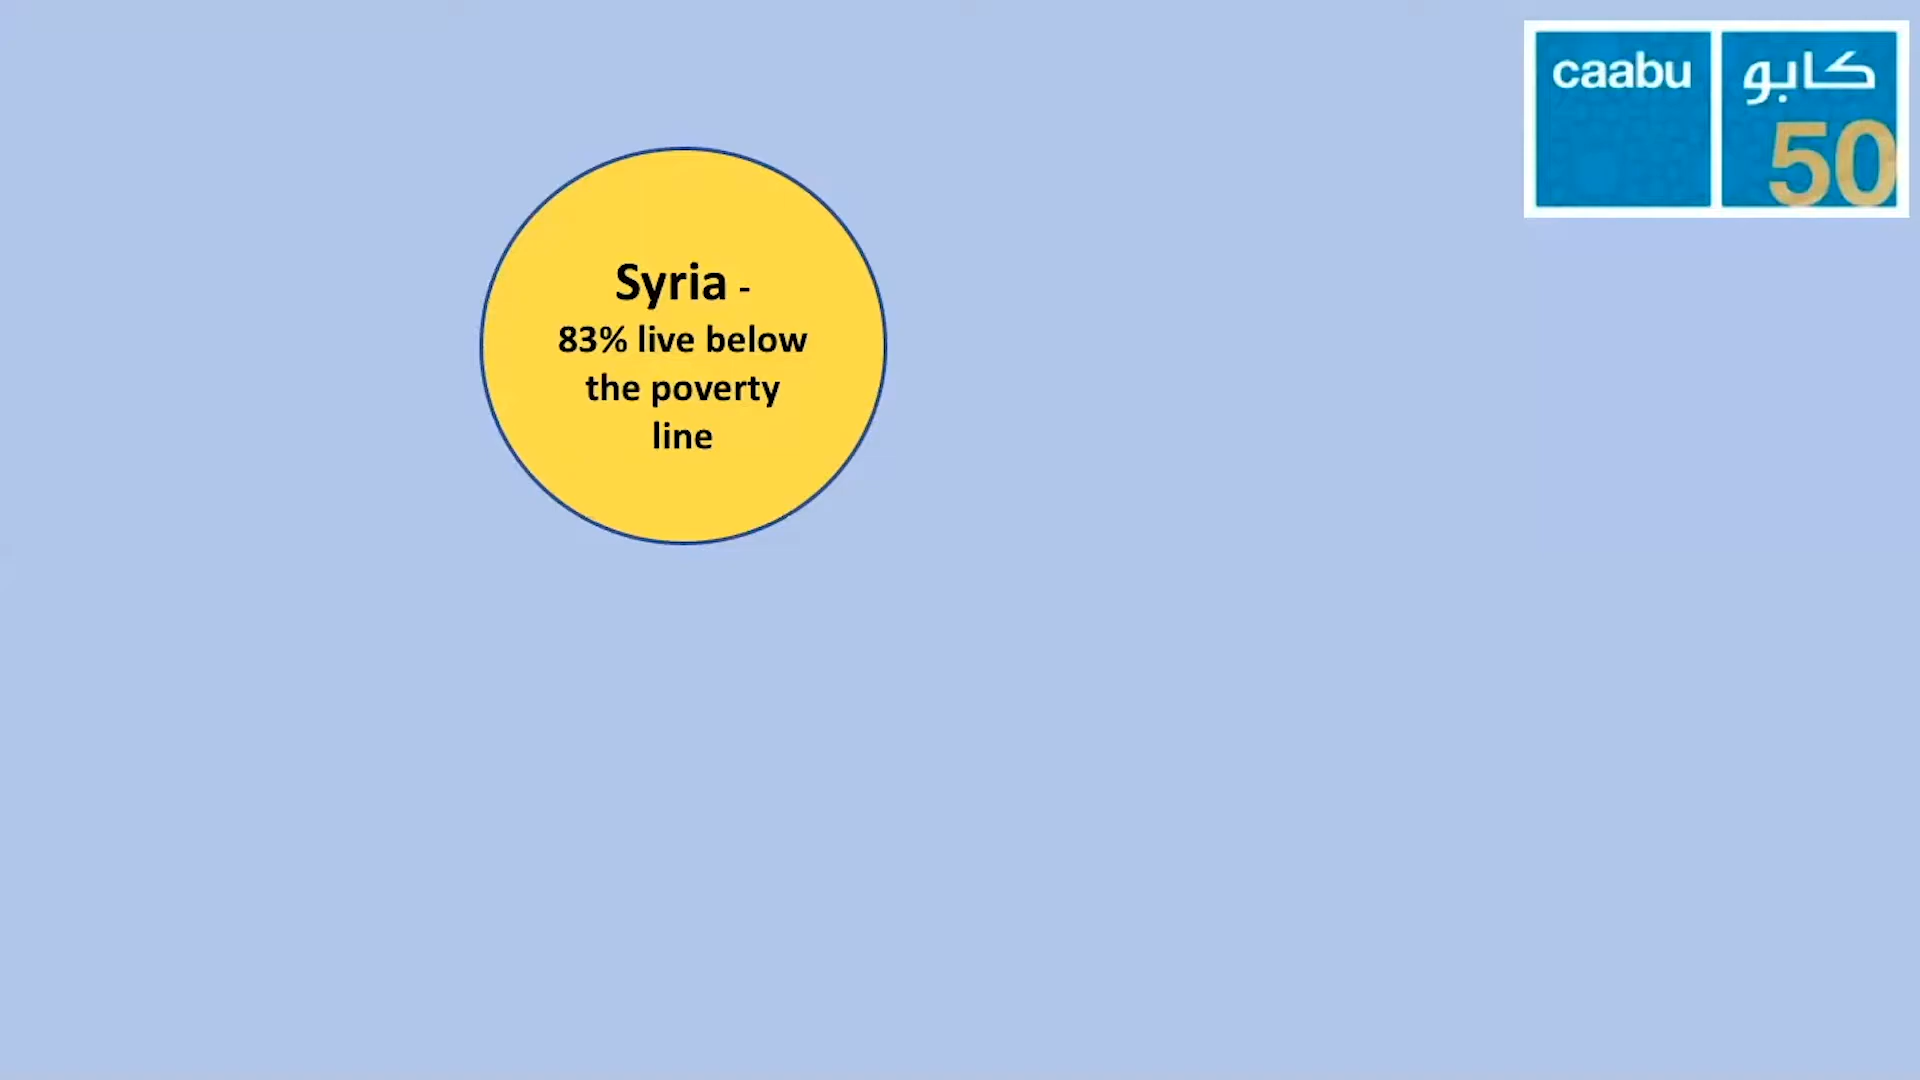 caabu
كابو
50
Syria -
83% live below
the poverty
line